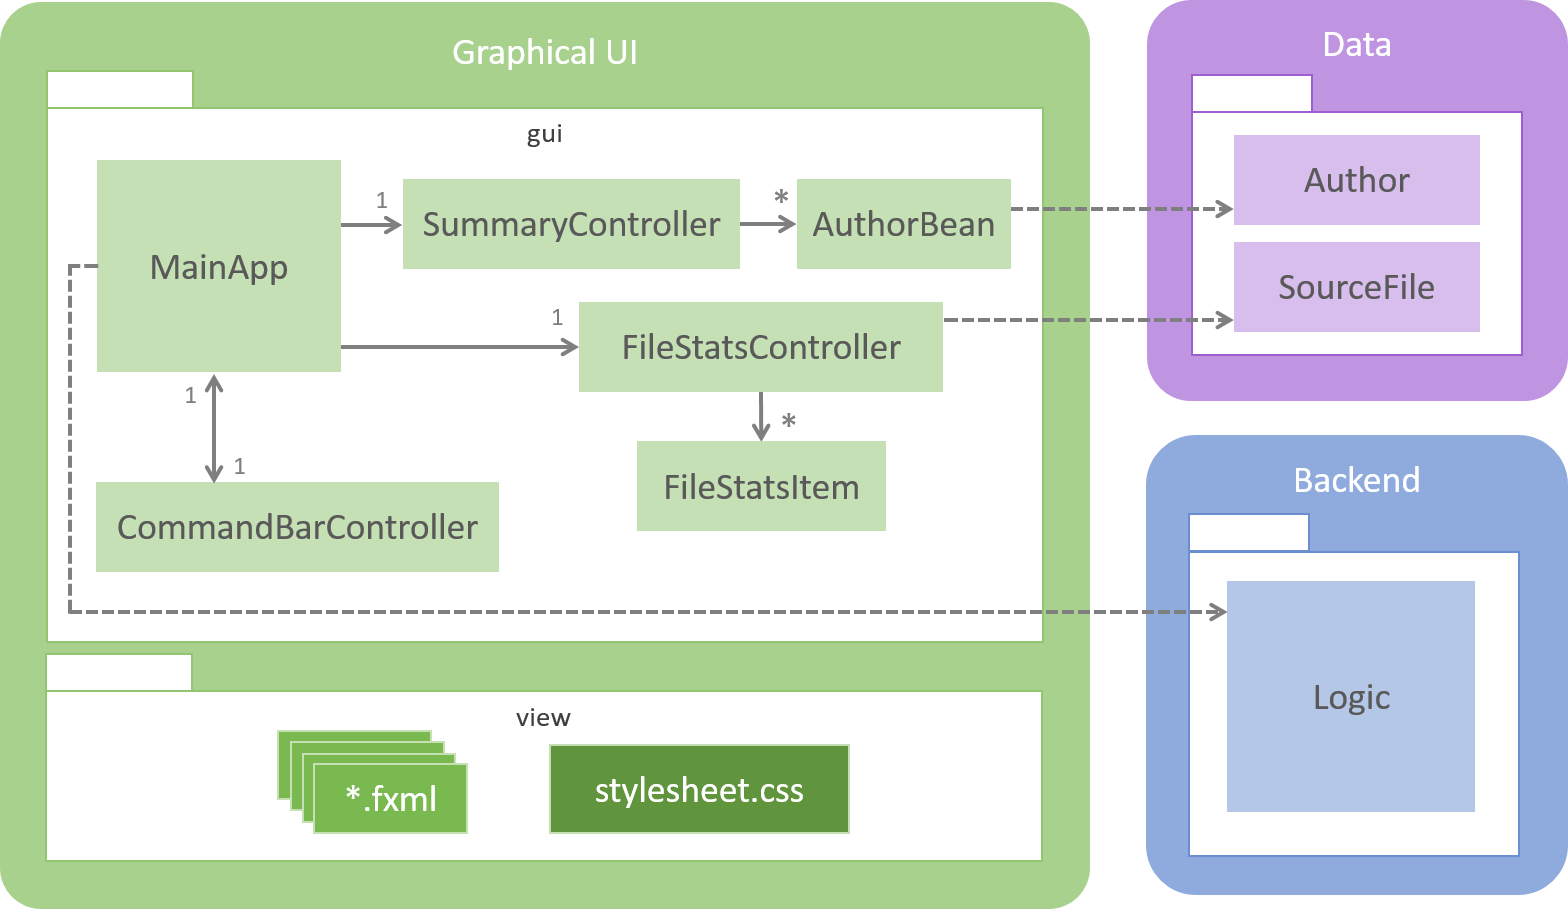 Graphical UI
gui
MainApp
1
SummaryController
*
AuthorBean
1
FileStatsController
*
FileStatsItem
1
1
CommandBarController
view
*.fxml
stylesheet.css
Data
Author
SourceFile
Backend
Logic